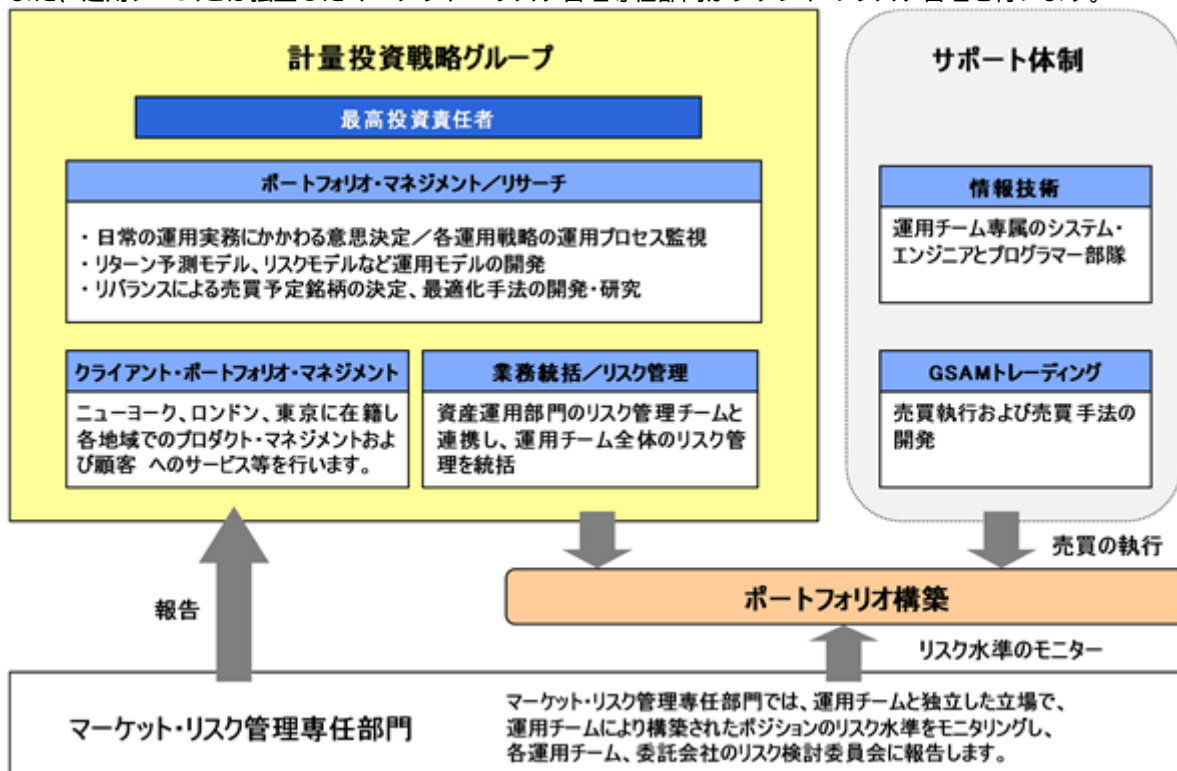 計量投資戦略グループ
最高投資責任者
ポートフォリオ・マネジメント／リサーチ
・日常の運用実務にかかわる意思決定／各運用戦略の運用プロセス監視
・リターン予測モデル、リスクモデルなど運用モデルの開発
・リバランスによる売買予定銘柄の決定、最適化手法の開発・研究
クライアント・ポートフォリオ・マネジメント
ニューヨーク、ロンドン、東京に在籍し
各地域でのプロダクト・マネジメントおよ
び顧客 へのサービス等を行います。
業務統括／リスク管理
資産運用部門のリスク管理チームと
連携し、運用チーム全体のリスク管
理を統括
サポート体制
情報技術
運用チーム専属のシステム・
エンジニアとプログラマー部隊
GSAMトレーディング
売買執行および売買手法の
開発
売買の執行
報告
ポートフォリオ構築
リスク水準のモニター
マーケット・リスク管理専任部門
マーケット・リスク管理専任部門では、運用チームと独立した立場で、
運用チームにより構築されたポジションのリスク水準をモニタリングし、
各運用チーム、委託会社のリスク検討委員会に報告します。